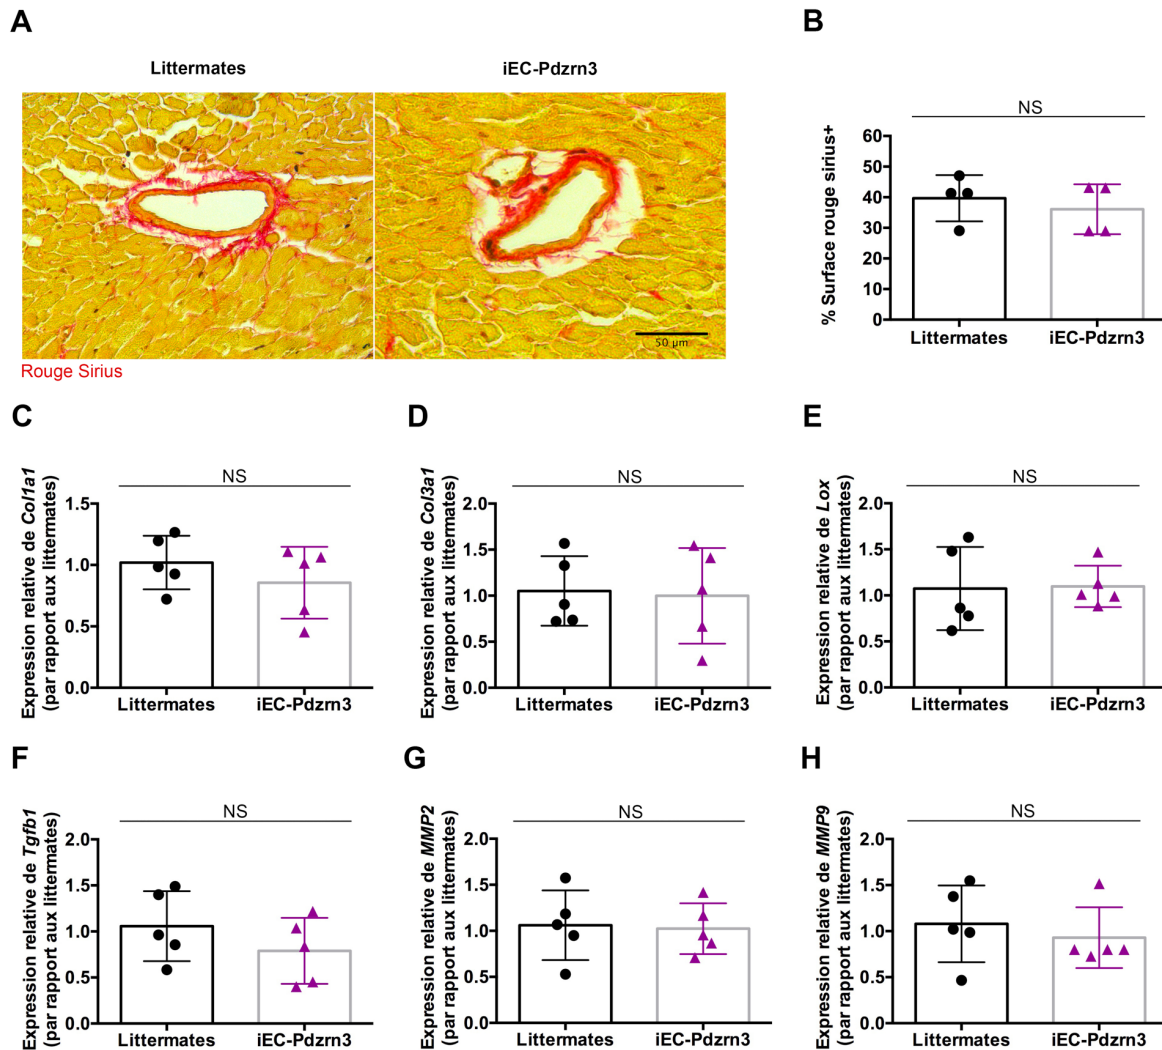 A
Littermates
iEC-Pdzrn3
50 µm
Rouge Sirius
B
NS
% Surface rouge sirius+
60
50
40
30
20
10
0
Littermates
iEC-Pdzrn3
C
NS
Expression relative de Col1a1
(par rapport aux littermates)
1.5
1.0
0.5
0.0
Littermates
iEC-Pdzrn3
D
NS
Expression relative de Col3a1
(par rapport aux littermates)
2.0
1.5
1.0
0.5
0.0
Littermates
iEC-Pdzrn3
E
NS
Expression relative de Lox
(par rapport aux littermates)
2.0
1.5
1.0
0.5
0.0
Littermates
iEC-Pdzrn3
F
NS
Expression relative de Tgfb1
(par rapport aux littermates)
2.0
1.5
1.0
0.5
0.0
Littermates
iEC-Pdzrn3
G
NS
Expression relative de MMP2
(par rapport aux littermates)
2.0
1.5
1.0
0.5
0.0
Littermates
iEC-Pdzrn3
H
NS
Expression relative de MMP9
(par rapport aux littermates)
2.0
1.5
1.0
0.5
0.0
Littermates
iEC-Pdzrn3